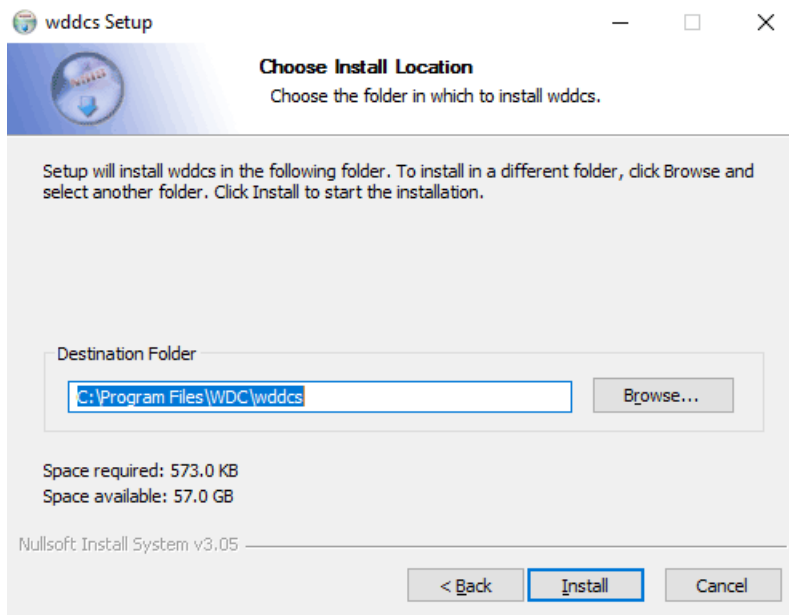 wddcs Setup
Choose Install Location
Choose the folder in which to install wddcs.
Setup will install wddcs in the following folder. To install in a different folder, click Browse and
select another folder. Click Install to start the installation.
Destination Folder
C:\Program Files\WDC\wddcs
Browse...
Space required: 573.0 KB
Space available: 57.0 GB
Nullsoft Install System v3.05
< Back
Install
Cancel